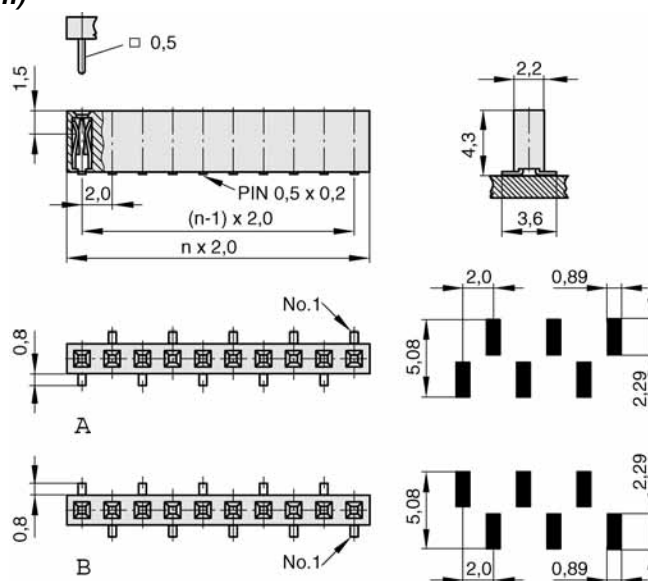 □ 0,5
1,5
2,2
4,3
2,0
PIN 0,5 x 0,2
(n-1) x 2,0
n x 2,0
3,6
No.1
0,8
A
2,0
0,89
5,08
2,29
0,8
No.1
B
5,08
2,29
2,0
0,89